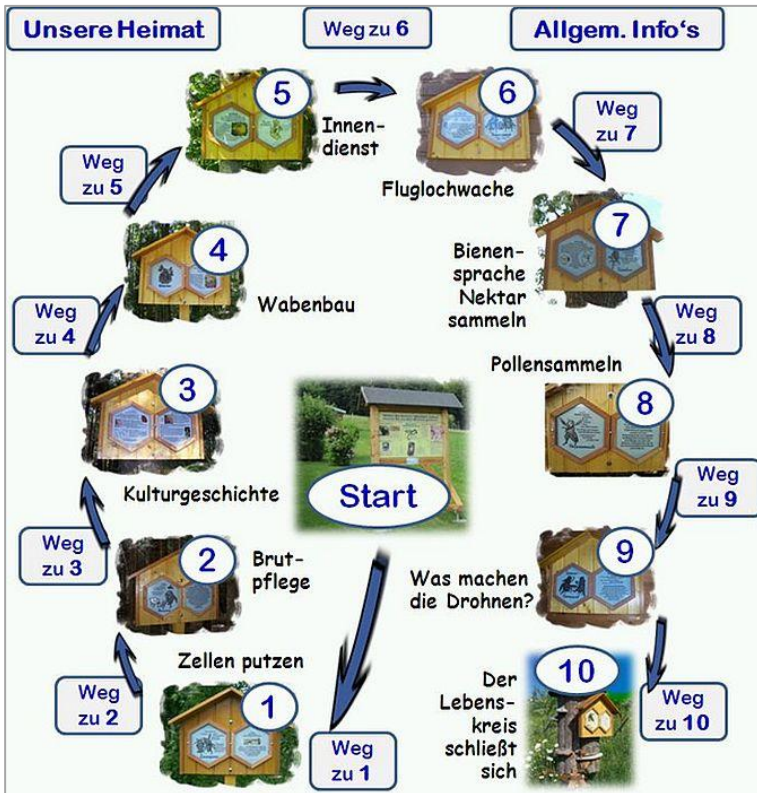 Unsere Heimat
Weg zu 6
Allgem. Info‘s
5
6
Innen-
dienst
Weg
zu 7
Fluglochwache
Weg
zu 5
7
Bienen-
sprache
Nektar
sammeln
4
Wabenbau
Weg
zu 4
Weg
zu 8
Pollensammeln
3
8
Kulturgeschichte
Start
Weg
zu 9
Weg
zu 3
2
Brut-
pflege
9
Was machen
die Drohnen?
Zellen putzen
10
Der
Lebens-
kreis
schließt
sich
Weg
zu 2
1
Weg
zu 1
Weg
zu 10